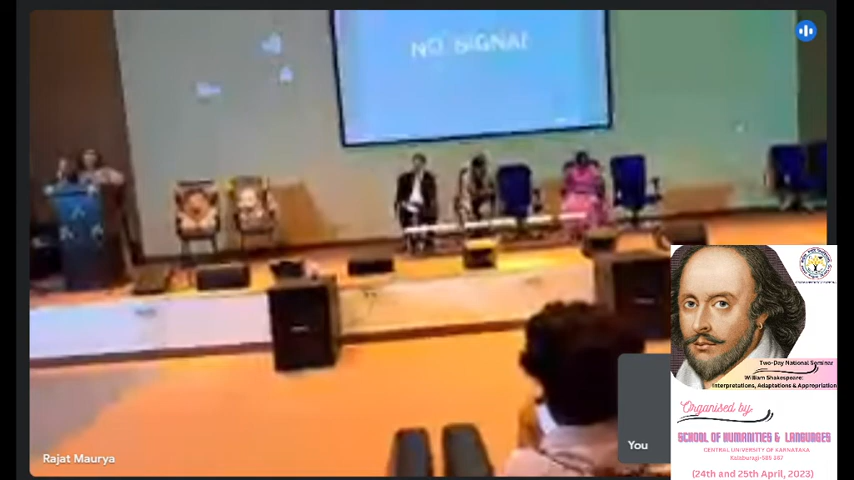 NO SIGNAL
Rajat Maurya
You
Two-Day National Seminar
William Shakespeare:
Interpretations, Adaptations & Appropriation
Organised by
SCHOOL OF HUMANITIES & LANGUAGES
CENTRAL UNIVERSITY OF KARNATAKA
(24th and 25th April, 2023)